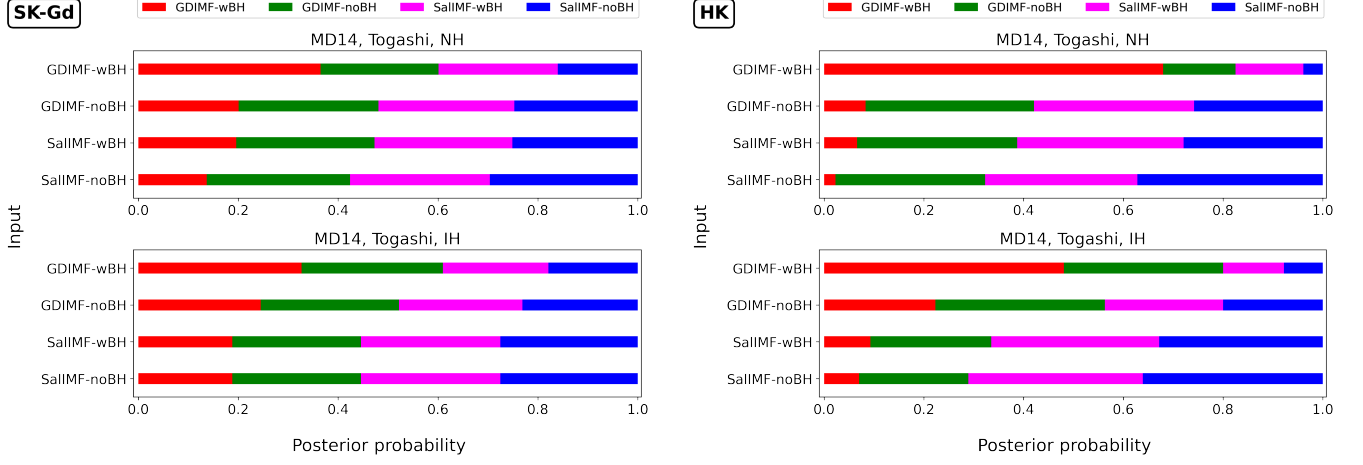 SK-Gd
GDIMF-wBH GDIMF-noBH SalIMF-wBH SalIMF-noBH
MD14, Togashi, NH
GDIMF-wBH
GDIMF-noBH
SalIMF-wBH
SalIMF-noBH
0.0 0.2 0.4 0.6 0.8 1.0
Input
MD14, Togashi, IH
GDIMF-wBH
GDIMF-noBH
SalIMF-wBH
SalIMF-noBH
0.0 0.2 0.4 0.6 0.8 1.0
Posterior probability
HK
GDIMF-wBH GDIMF-noBH SalIMF-wBH SalIMF-noBH
MD14, Togashi, NH
GDIMF-wBH
GDIMF-noBH
SalIMF-wBH
SalIMF-noBH
0.0 0.2 0.4 0.6 0.8 1.0
Input
MD14, Togashi, IH
GDIMF-wBH
GDIMF-noBH
SalIMF-wBH
SalIMF-noBH
0.0 0.2 0.4 0.6 0.8 1.0
Posterior probability